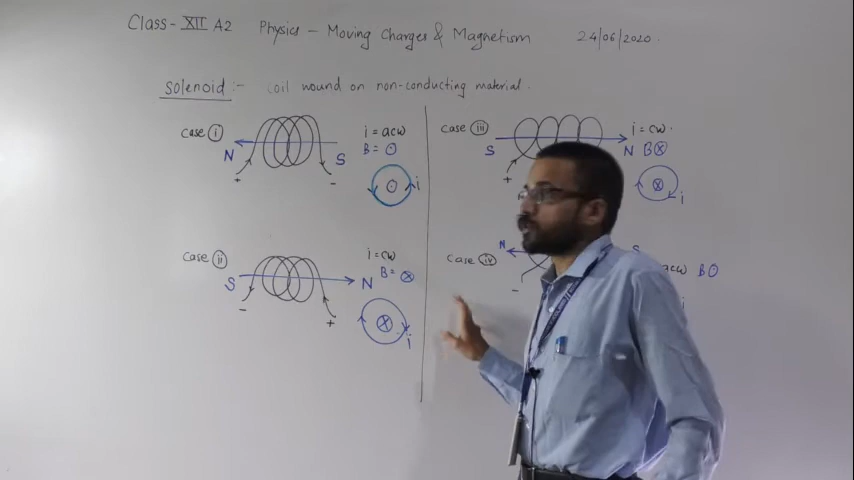 Class- XII A2 Physics - Moving Charges & Magnetism 24/06/2020.
Solenoid :- coil wound on non-conducting material.
case (i)
i = acw
B = ⊙
N S
+ -
i
case (ii)
i = cw
B = ⊗
S N
- +
i
case (iii)
i = cw.
B ⊗
S N
+
i
case (iv)
N S
acw B ⊙
-
i